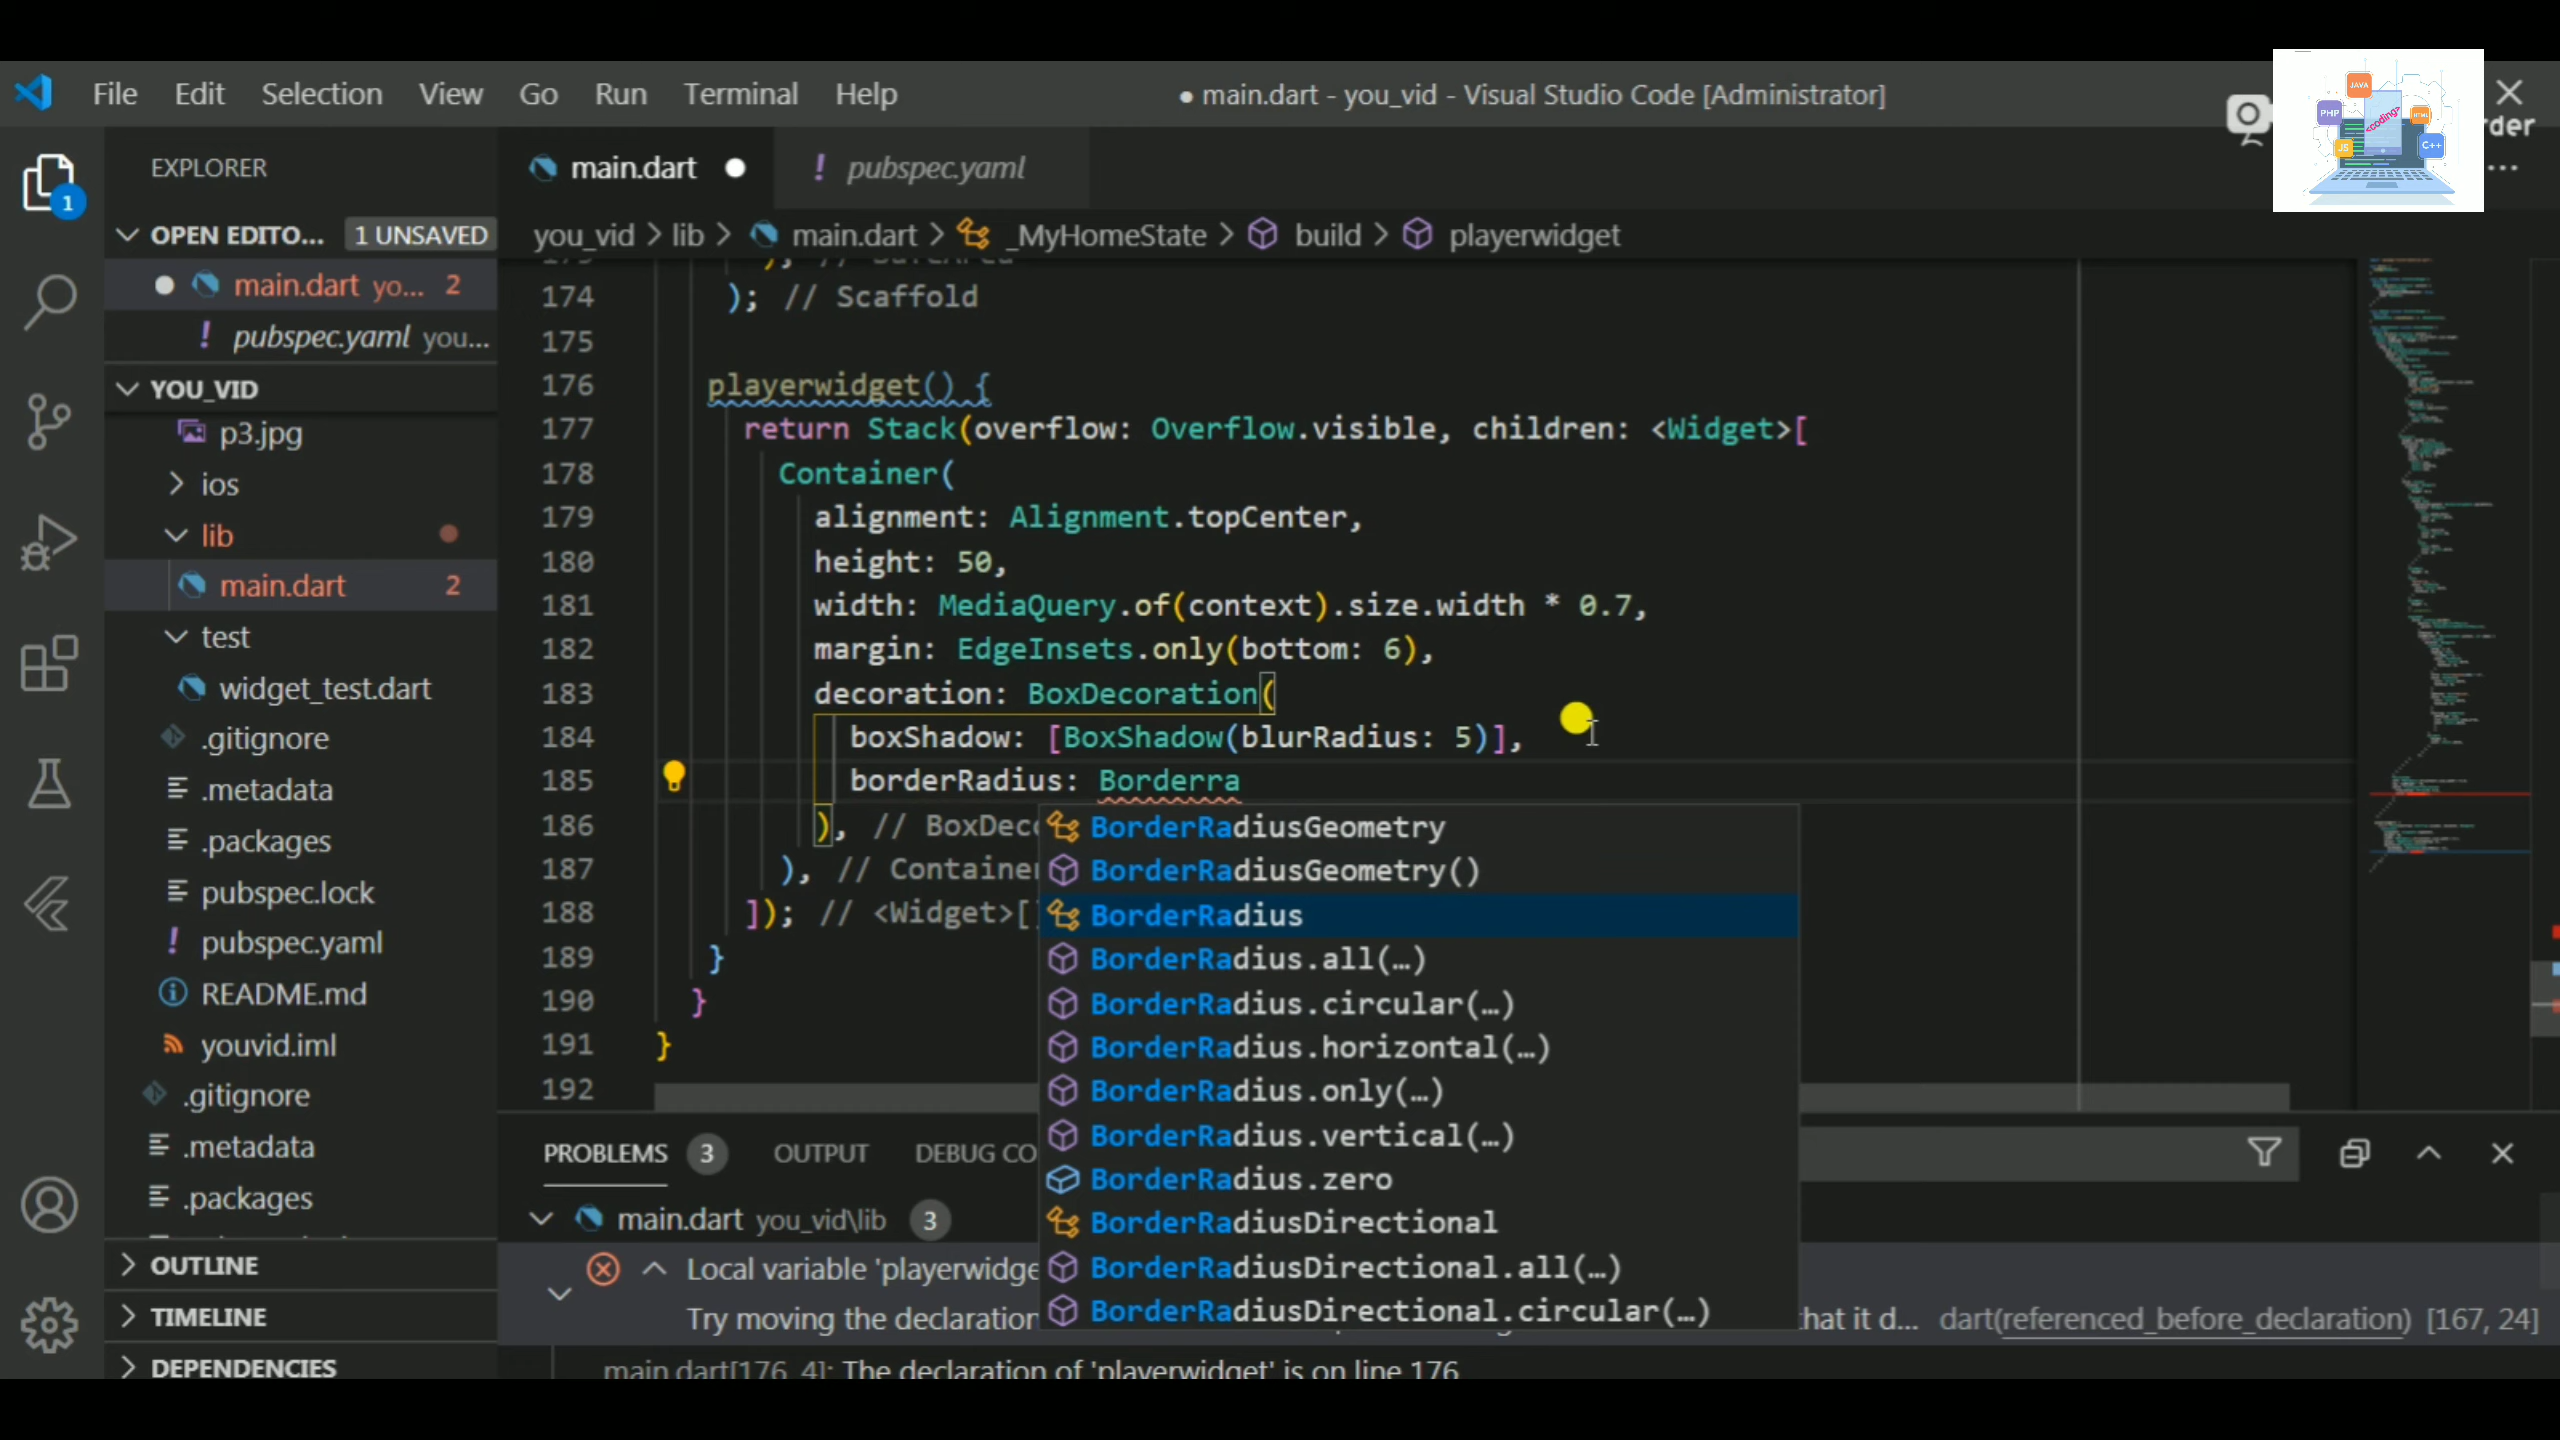 File Edit Selection View Go Run Terminal Help
● main.dart - you_vid - Visual Studio Code [Administrator]
JAVA
PHP
<coding>
HTML
JS
C++
rder
EXPLORER
OPEN EDITO... 1 UNSAVED
main.dart yo... 2
! pubspec.yaml you...
YOU_VID
p3.jpg
ios
lib
main.dart 2
test
widget_test.dart
.gitignore
.metadata
.packages
pubspec.lock
! pubspec.yaml
README.md
youvid.iml
.gitignore
.metadata
.packages
OUTLINE
TIMELINE
DEPENDENCIES
1
main.dart ● ! pubspec.yaml ...
you_vid > lib > main.dart > _MyHomeState > build > playerwidget
174 ); // Scaffold
175
176 playerwidget() {
177 return Stack(overflow: Overflow.visible, children: <Widget>[
178 Container(
179 alignment: Alignment.topCenter,
180 height: 50,
181 width: MediaQuery.of(context).size.width * 0.7,
182 margin: EdgeInsets.only(bottom: 6),
183 decoration: BoxDecoration(
184 boxShadow: [BoxShadow(blurRadius: 5)],
185 borderRadius: Borderra
186 ), // BoxDec
187 ), // Container
188 ]); // <Widget>[
189 }
190 }
191 }
192
BorderRadiusGeometry
BorderRadiusGeometry()
BorderRadius
BorderRadius.all(…)
BorderRadius.circular(…)
BorderRadius.horizontal(…)
BorderRadius.only(…)
BorderRadius.vertical(…)
BorderRadius.zero
BorderRadiusDirectional
BorderRadiusDirectional.all(…)
BorderRadiusDirectional.circular(…)
PROBLEMS 3 OUTPUT DEBUG CO
main.dart you_vid\lib 3
Local variable 'playerwidge
Try moving the declaration hat it d... dart(referenced_before_declaration) [167, 24]
main.dart[176, 4]: The declaration of 'playerwidget' is on line 176